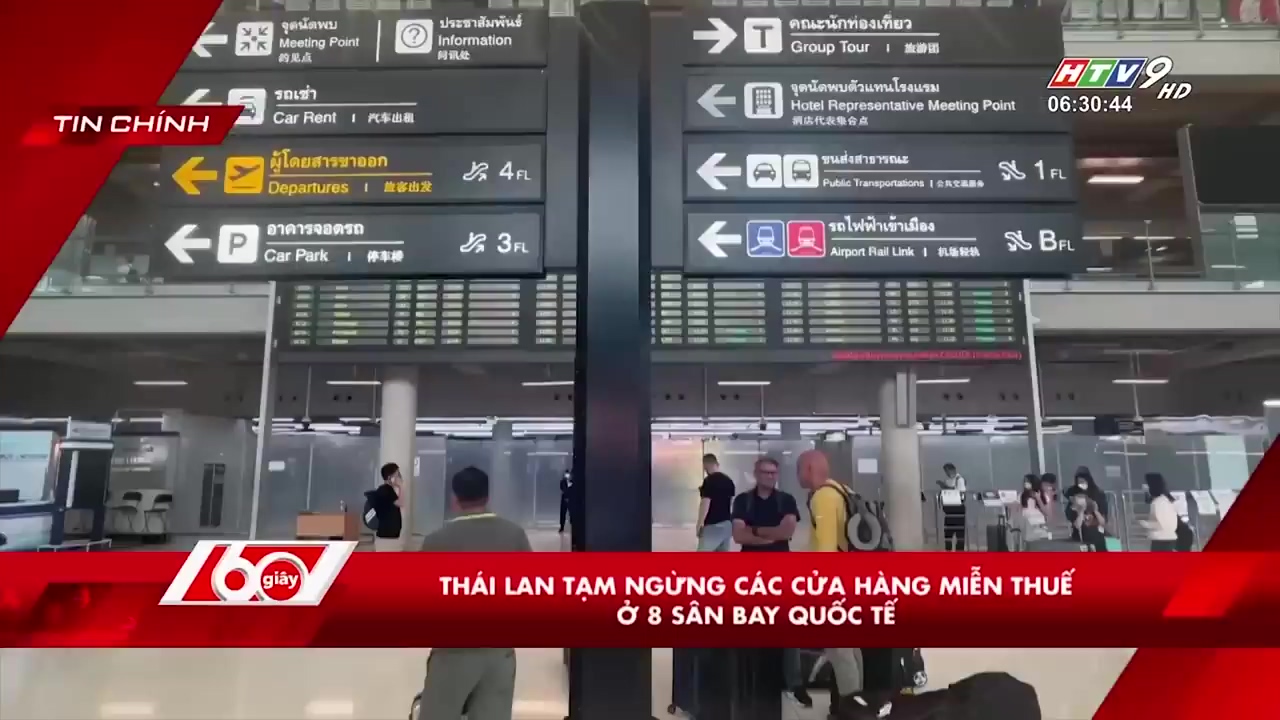 จุดนัดพบ
Meeting Point
ประชาสัมพันธ์
Information
问讯处
คณะนักท่องเที่ยว
Group Tour | 旅游团
HTV9 HD
06:30:44
TIN CHÍNH
รถเช่า
Car Rent | 汽车出租
จุดนัดพบตัวแทนโรงแรม
Hotel Representative Meeting Point
酒店代表集合点
ผู้โดยสารขาออก
Departures | 旅客出发
4FL
ขนส่งสาธารณะ
Public Transportations | 公共交通服务
1FL
P
อาคารจอดรถ
Car Park | 停车楼
3FL
รถไฟฟ้าเข้าเมือง
Airport Rail Link | 机场轻轨
BFL
60 giây
THÁI LAN TẠM NGỪNG CÁC CỬA HÀNG MIỄN THUẾ
Ở 8 SÂN BAY QUỐC TẾ